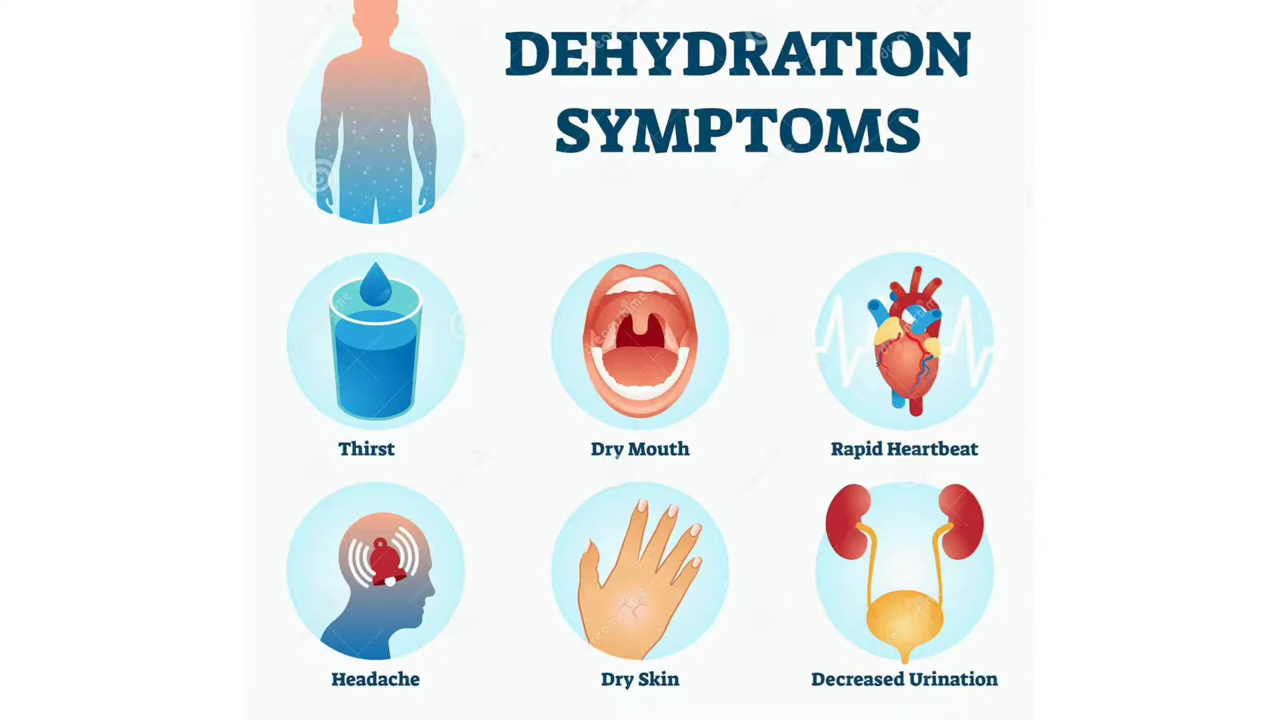 DEHYDRATION
SYMPTOMS
Thirst
Dry Mouth
Rapid Heartbeat
Headache
Dry Skin
Decreased Urination